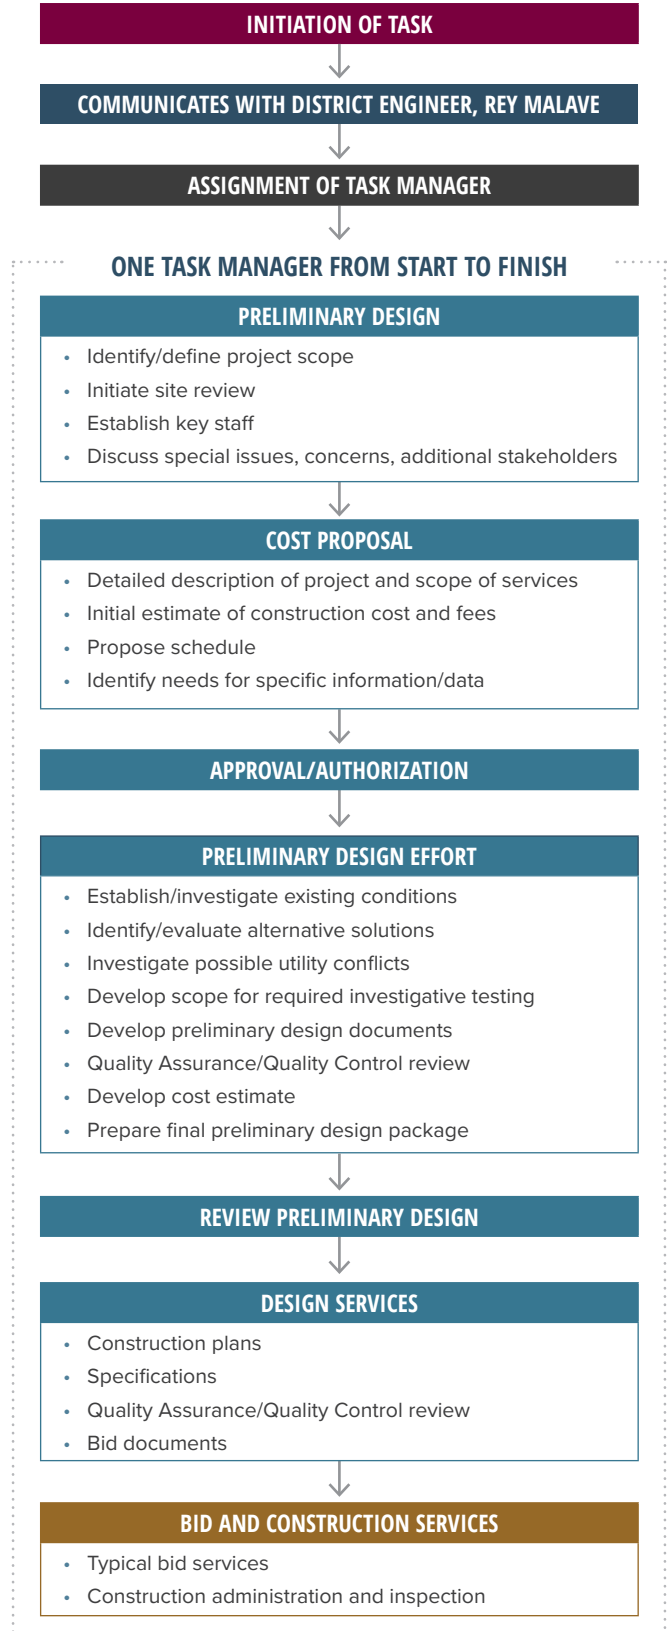 INITIATION OF TASK
COMMUNICATES WITH DISTRICT ENGINEER, REY MALAVE
ASSIGNMENT OF TASK MANAGER
ONE TASK MANAGER FROM START TO FINISH
PRELIMINARY DESIGN
• Identify/define project scope
• Initiate site review
• Establish key staff
• Discuss special issues, concerns, additional stakeholders
COST PROPOSAL
• Detailed description of project and scope of services
• Initial estimate of construction cost and fees
• Propose schedule
• Identify needs for specific information/data
APPROVAL/AUTHORIZATION
PRELIMINARY DESIGN EFFORT
• Establish/investigate existing conditions
• Identify/evaluate alternative solutions
• Investigate possible utility conflicts
• Develop scope for required investigative testing
• Develop preliminary design documents
• Quality Assurance/Quality Control review
• Develop cost estimate
• Prepare final preliminary design package
REVIEW PRELIMINARY DESIGN
DESIGN SERVICES
• Construction plans
• Specifications
• Quality Assurance/Quality Control review
• Bid documents
BID AND CONSTRUCTION SERVICES
• Typical bid services
• Construction administration and inspection